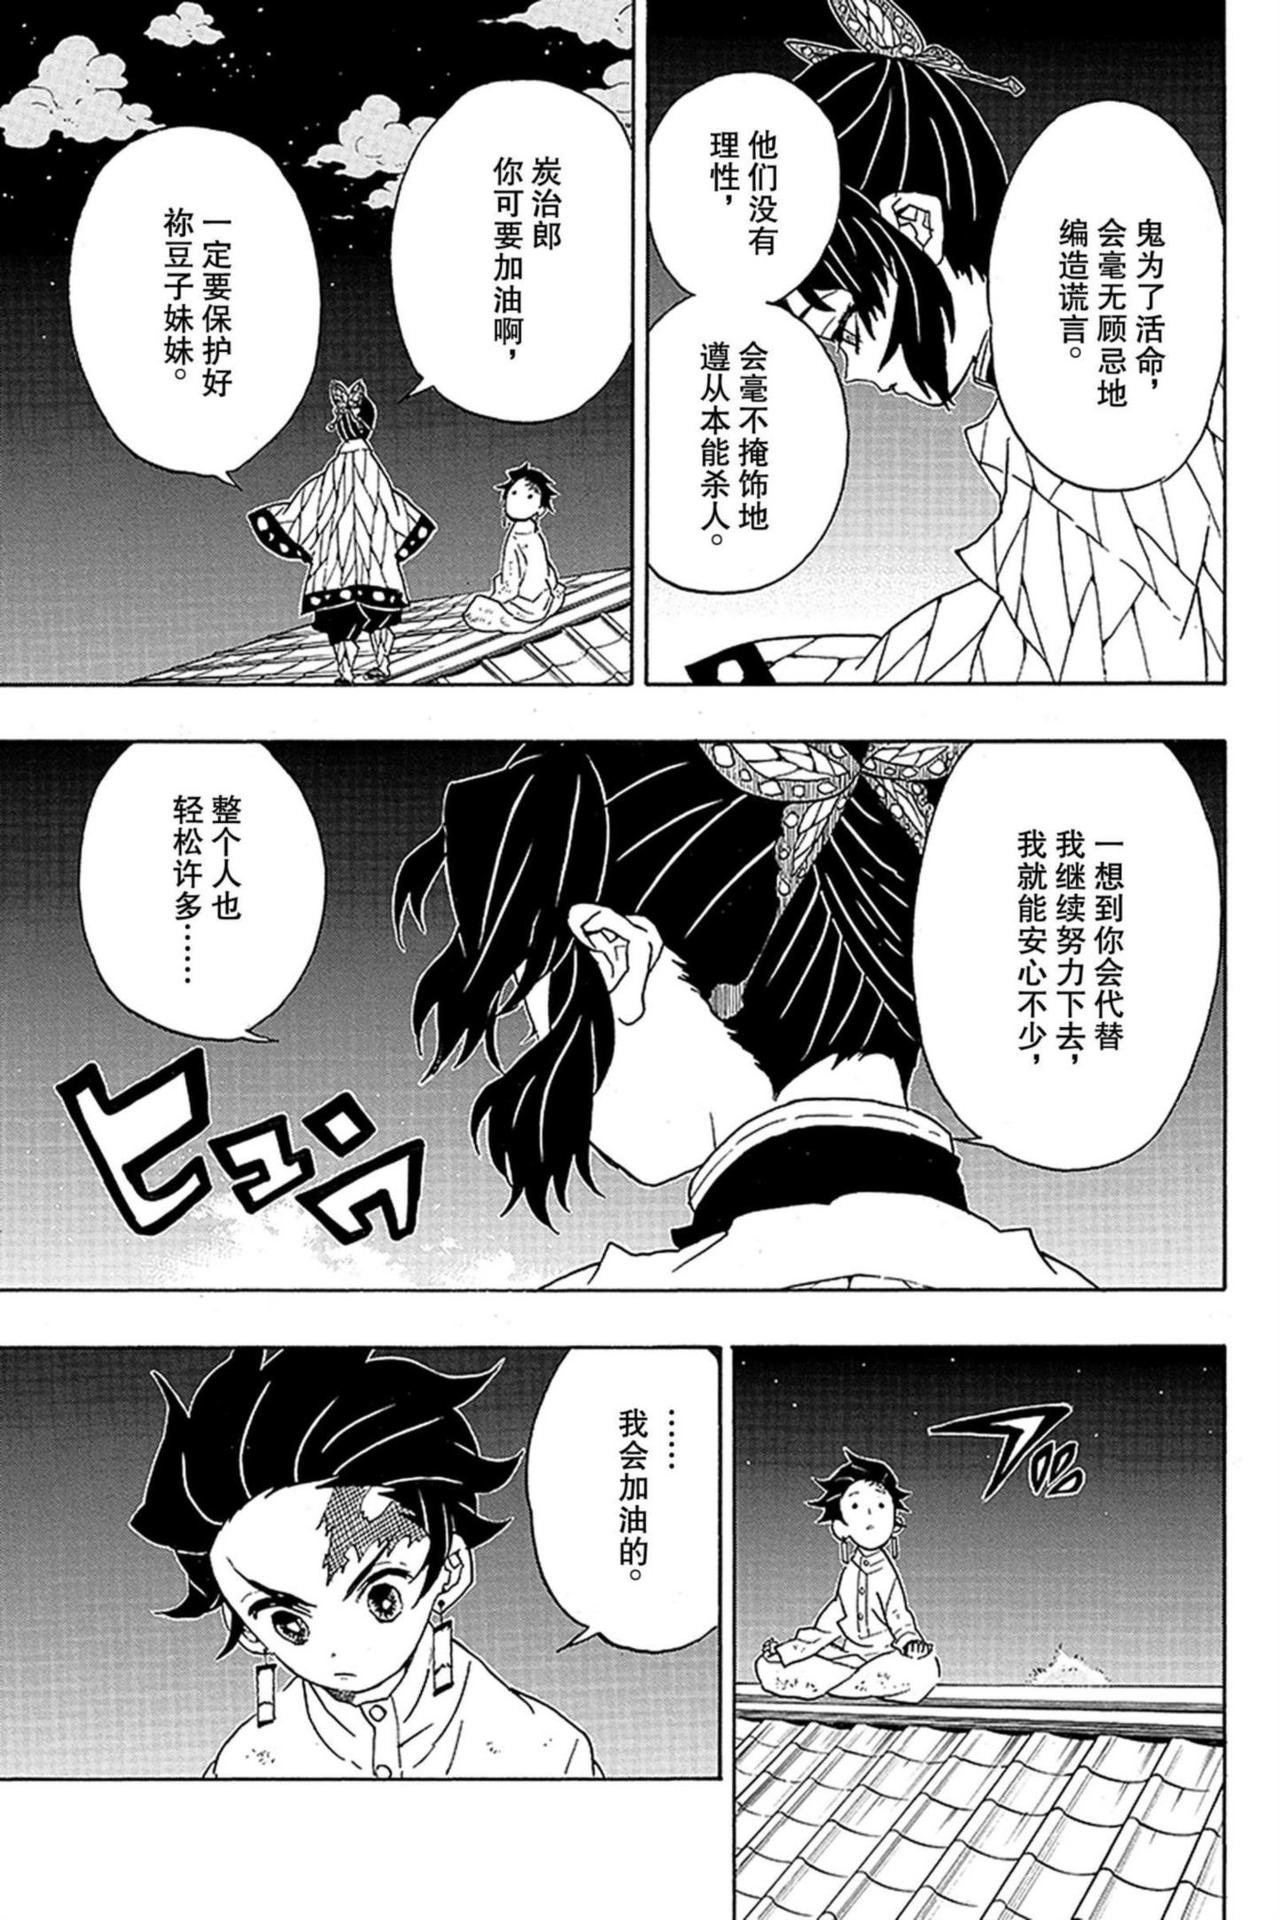 鬼为了活命，
会毫无顾忌地
编造谎言。
他们没有
理性，
会毫不掩饰地
遵从本能杀人。
炭治郎
你可要加油啊，
一定要保护好
祢豆子妹妹。
一想到你会代替
我继续努力下去，
我就能安心不少，
整个人也
轻松许多……
ヒュウ
フッ
……
我会加油的。